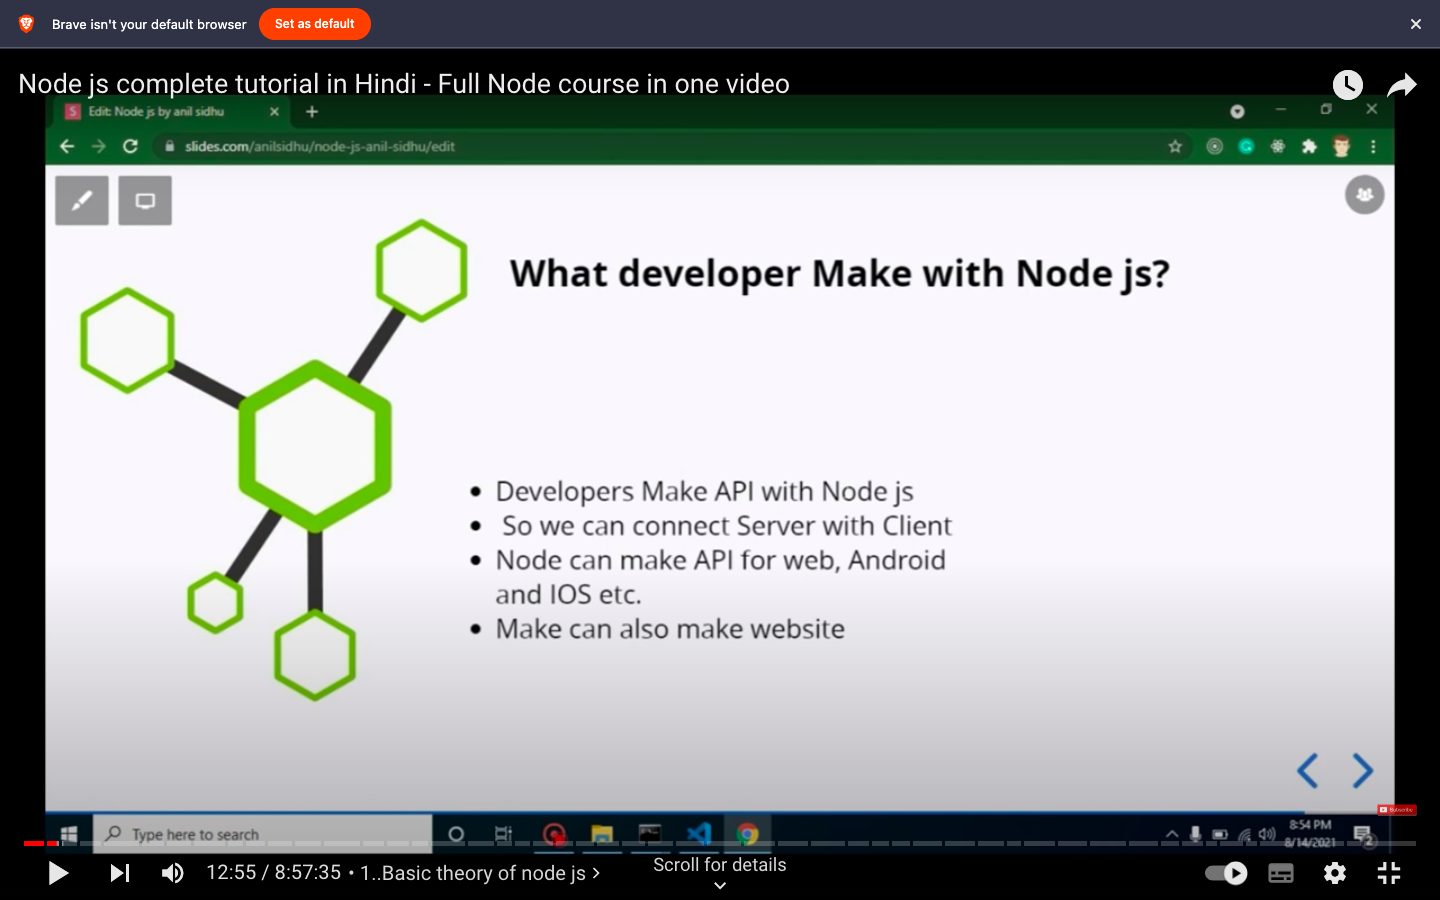 Brave isn't your default browser
Set as default
Node js complete tutorial in Hindi - Full Node course in one video
Edit: Node js by anil sidhu
slides.com/anilsidhu/node-js-anil-sidhu/edit
What developer Make with Node js?
Developers Make API with Node js
So we can connect Server with Client
Node can make API for web, Android
and IOS etc.
Make can also make website
Subscribe
Type here to search
8:54 PM
8/14/2021
2
12:55 / 8:57:35 • 1..Basic theory of node js
Scroll for details